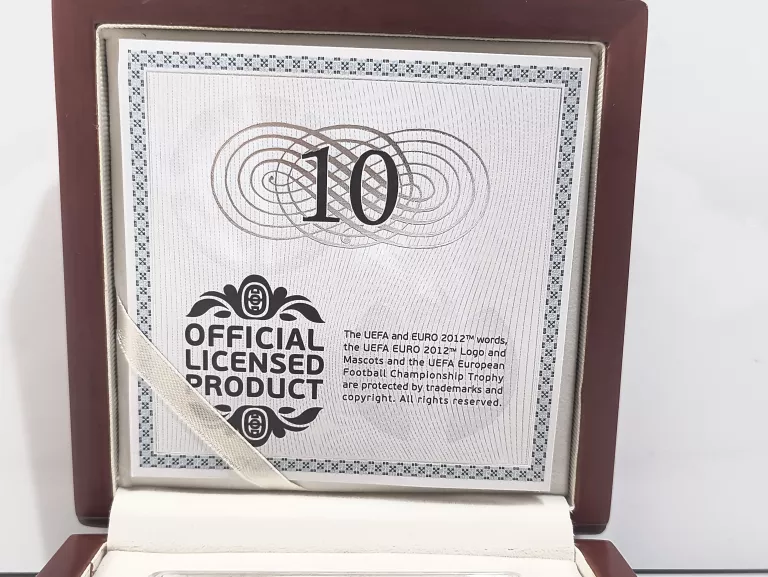 10
OFFICIAL
LICENSED
PRODUCT
The UEFA and EURO 2012™ words,
the UEFA EURO 2012™ Logo and
Mascots and the UEFA European
Football Championship Trophy
are protected by trademarks and
copyright. All rights reserved.